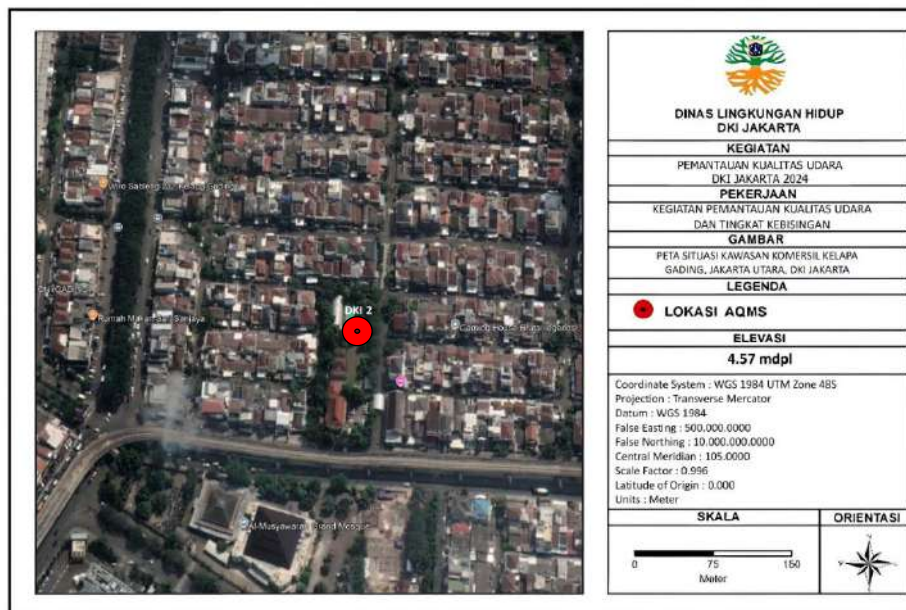 DKI 2
Rumah Makan
Al-Musyawarah Grand Mosque
DINAS LINGKUNGAN HIDUP
DKI JAKARTA
KEGIATAN
PEMANTAUAN KUALITAS UDARA
DKI JAKARTA 2024
PEKERJAAN
KEGIATAN PEMANTAUAN KUALITAS UDARA
DAN TINGKAT KEBISINGAN
GAMBAR
PETA SITUASI KAWASAN KOMERSIL KELAPA
GADING, JAKARTA UTARA, DKI JAKARTA
LEGENDA
LOKASI AQMS
ELEVASI
4.57 mdpl
Coordinate System : WGS 1984 UTM Zone 48S
Projection : Transverse Mercator
Datum : WGS 1984
False Easting : 500.000.0000
False Northing : 10.000.000.0000
Central Meridian : 105.0000
Scale Factor : 0.996
Latitude of Origin : 0.000
Units : Meter
SKALA
ORIENTASI
0 75 150
Meter